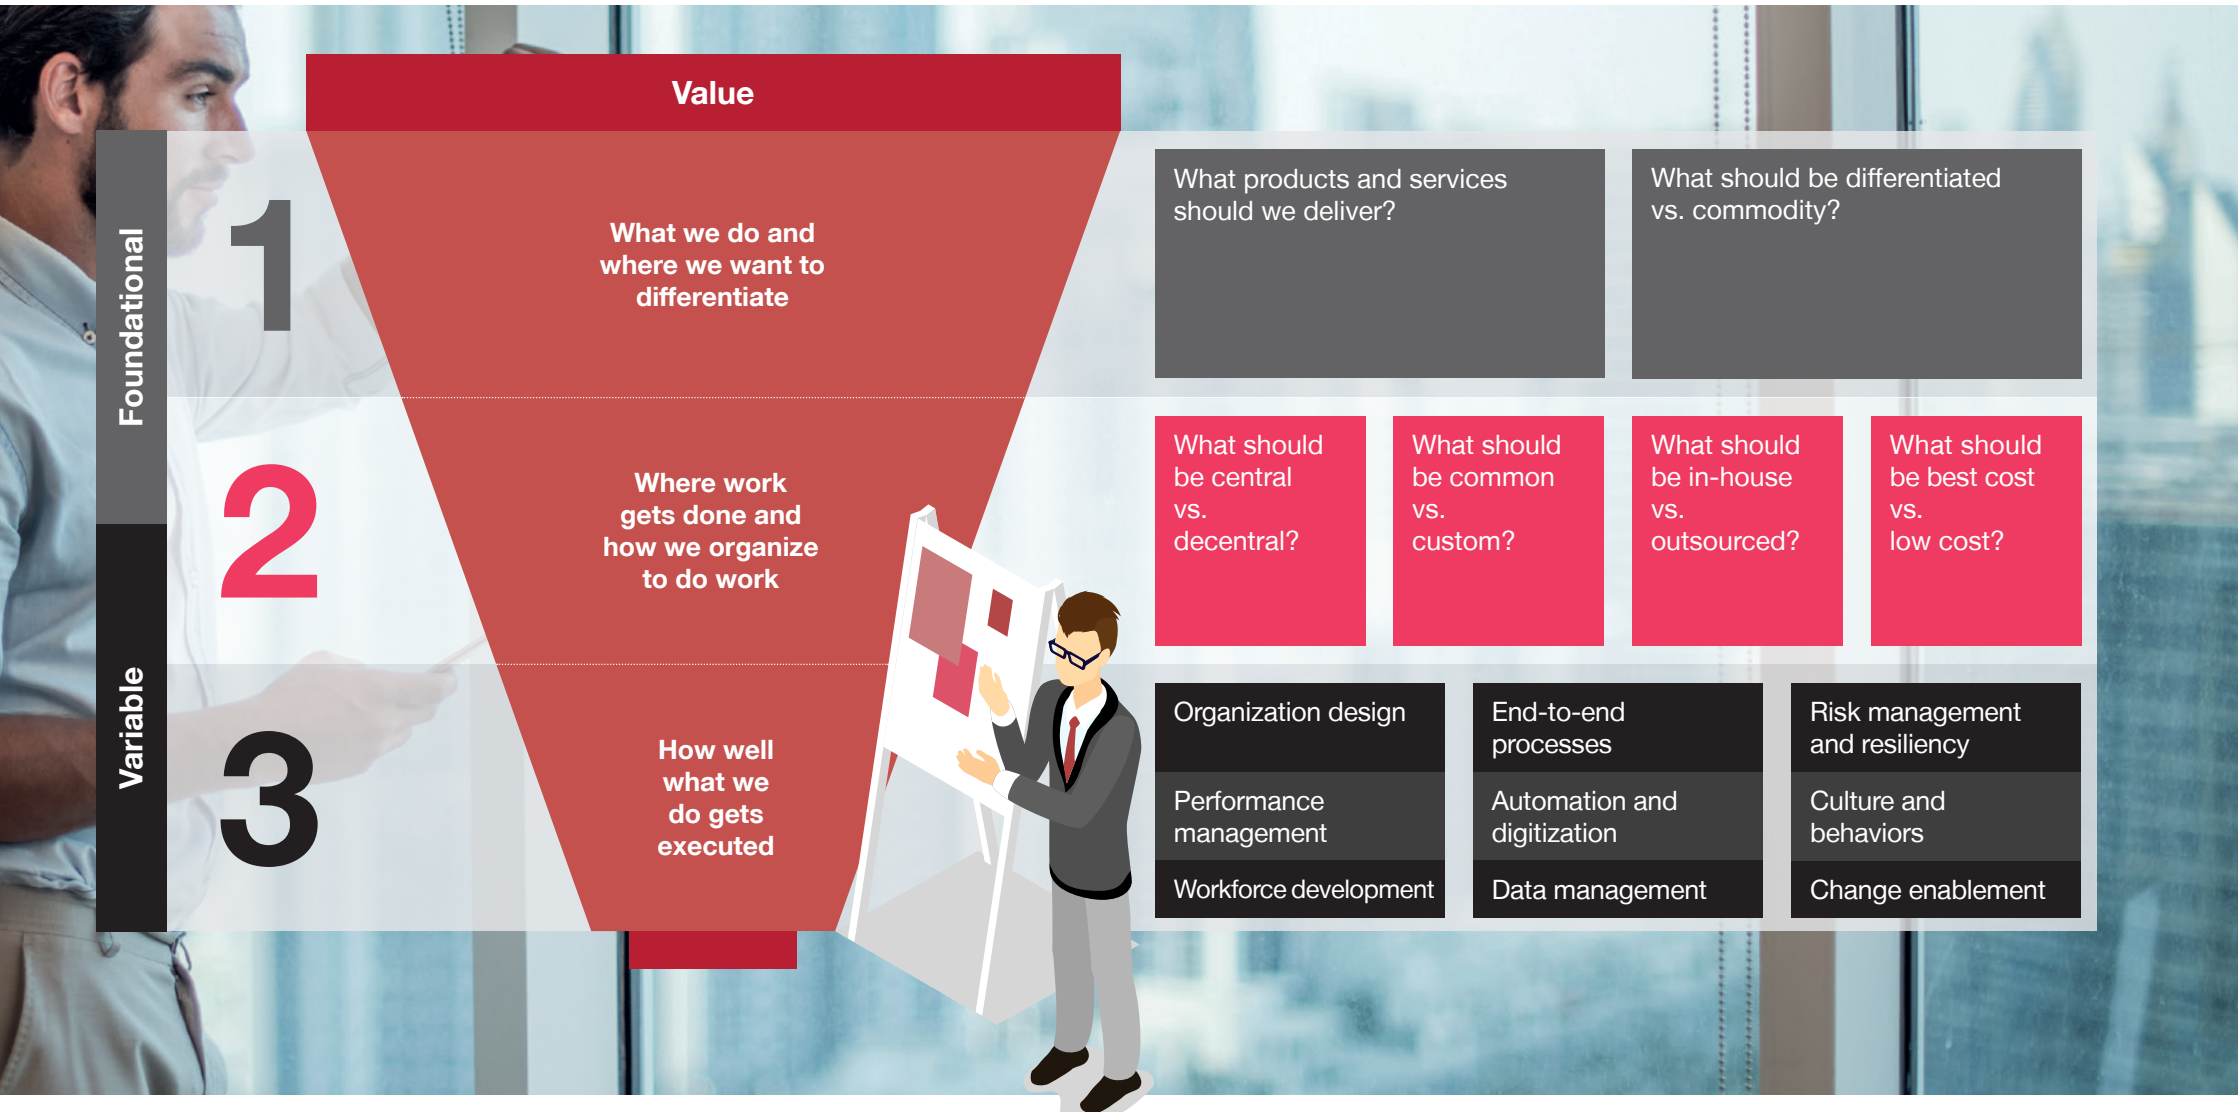 Value
Foundational
Variable
1
What we do and
where we want to
differentiate
What products and services
should we deliver?
What should be differentiated
vs. commodity?
2
Where work
gets done and
how we organize
to do work
What should
be central
vs.
decentral?
What should
be common
vs.
custom?
What should
be in-house
vs.
outsourced?
What should
be best cost
vs.
low cost?
3
How well
what we
do gets
executed
Organization design
Performance
management
Workforce development
End-to-end
processes
Automation and
digitization
Data management
Risk management
and resiliency
Culture and
behaviors
Change enablement